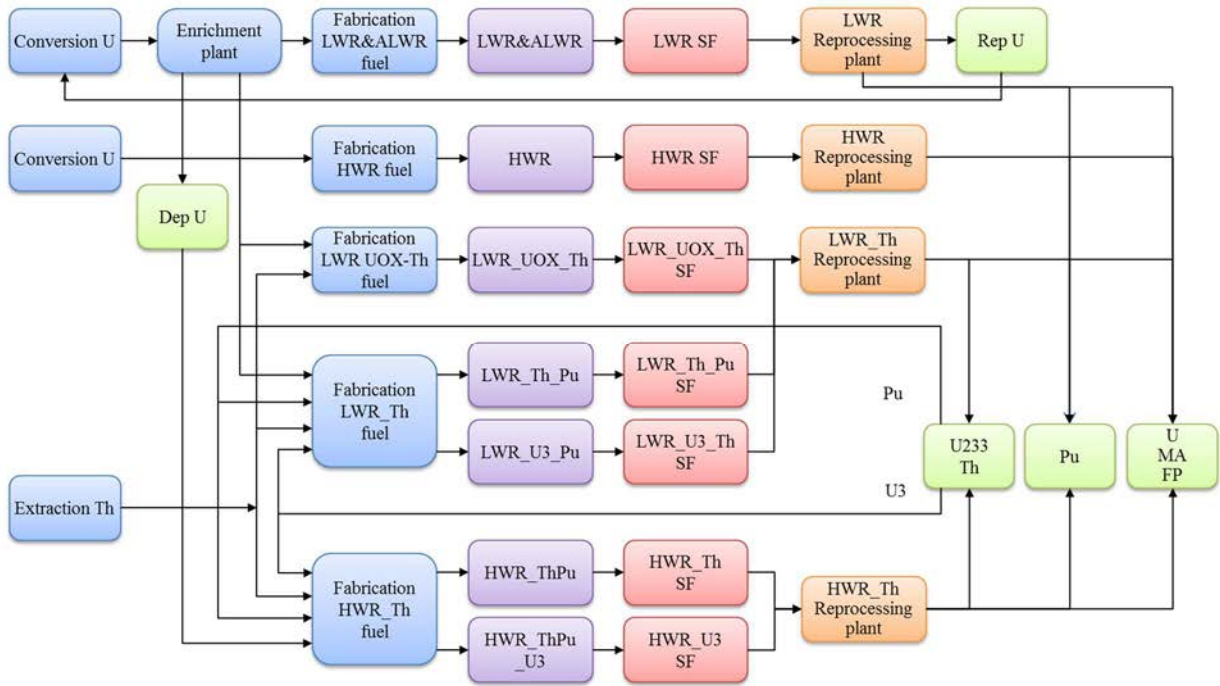 Conversion U
Enrichment
plant
Fabrication
LWR&ALWR
fuel
LWR&ALWR
LWR SF
LWR
Reprocessing
plant
Rep U
Conversion U
Fabrication
HWR fuel
HWR
HWR SF
HWR
Reprocessing
plant
Dep U
Fabrication
LWR UOX-Th
fuel
LWR_UOX_Th
LWR_UOX_Th
SF
LWR_Th
Reprocessing
plant
Fabrication
LWR_Th
fuel
LWR_Th_Pu
LWR_Th_Pu
SF
Pu
LWR_U3_Pu
LWR_U3_Th
SF
U233
Th
Pu
U
MA
FP
U3
Extraction Th
Fabrication
HWR_Th
fuel
HWR_ThPu
HWR_Th
SF
HWR_Th
Reprocessing
plant
HWR_ThPu
_U3
HWR_U3
SF